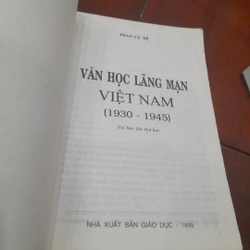 PHAN CỰ ĐỆ
VĂN HỌC LÃNG MẠN
VIỆT NAM
(1930 - 1945)
NHÀ XUẤT BẢN GIÁO DỤC - 1999